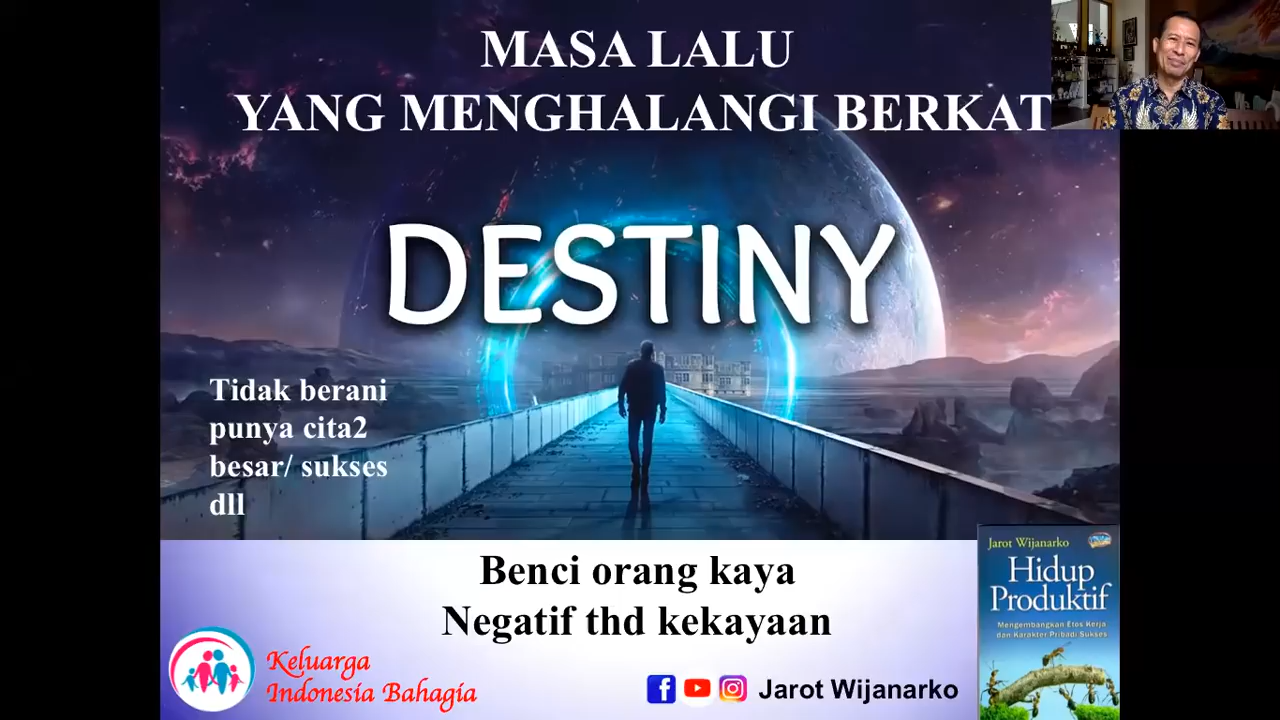 MASA LALU
YANG MENGHALANGI BERKAT
DESTINY
Tidak berani
punya cita2
besar/ sukses
dll
Benci orang kaya
Negatif thd kekayaan
Keluarga
Indonesia Bahagia
Jarot Wijanarko
Jarot Wijanarko
Hidup
Produktif
Mengembangkan Etos Kerja
dan Karakter Pribadi Sukses